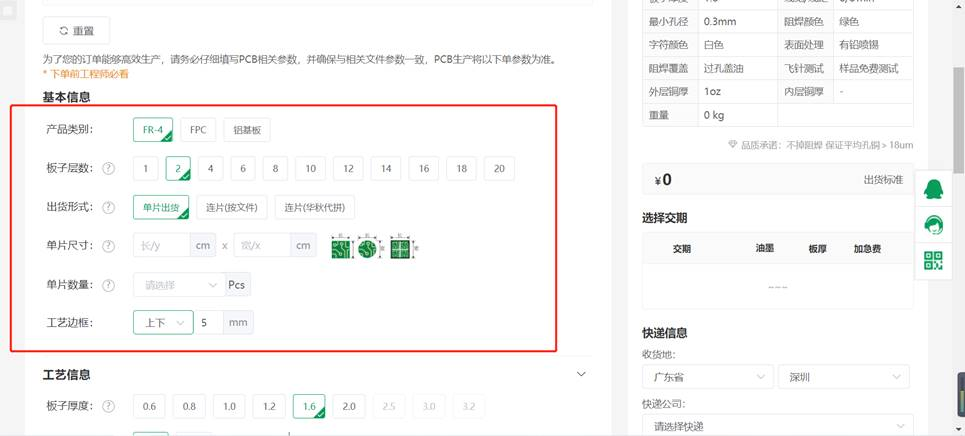 重置
为了您的订单能够高效生产，请务必仔细填写PCB相关参数，并确保与相关文件参数一致，PCB生产将以下单参数为准。
* 下单前工程师必看
基本信息
产品类别： FR-4 FPC 铝基板
板子层数： ? 1 2 4 6 8 10 12 14 16 18 20
出货形式： ? 单片出货 连片(按文件) 连片(华秋代拼)
单片尺寸： ? 长/y cm x 宽/x cm
单片数量： ? 请选择 Pcs
工艺边框： 上下 5 mm
工艺信息
板子厚度： ? 0.6 0.8 1.0 1.2 1.6 2.0 2.5 3.0 3.2
最小孔径 0.3mm 阻焊颜色 绿色
字符颜色 白色 表面处理 有铅喷锡
阻焊覆盖 过孔盖油 飞针测试 样品免费测试
外层铜厚 1oz 内层铜厚 -
重量 0 kg
品质承诺：不掉阻焊 保证平均孔铜 > 18um
¥0 出货标准
选择交期
交期 油墨 板厚 加急费
~~~
快递信息
收货地:
广东省 深圳
快递公司:
请选择快递